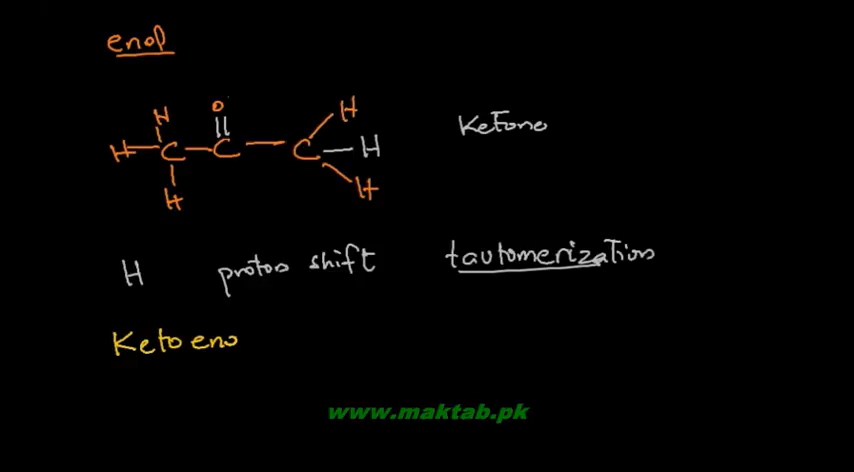 enol
H O H
H C C C H Ketone
H H
H proton shift tautomerization
Keto eno
www.maktab.pk